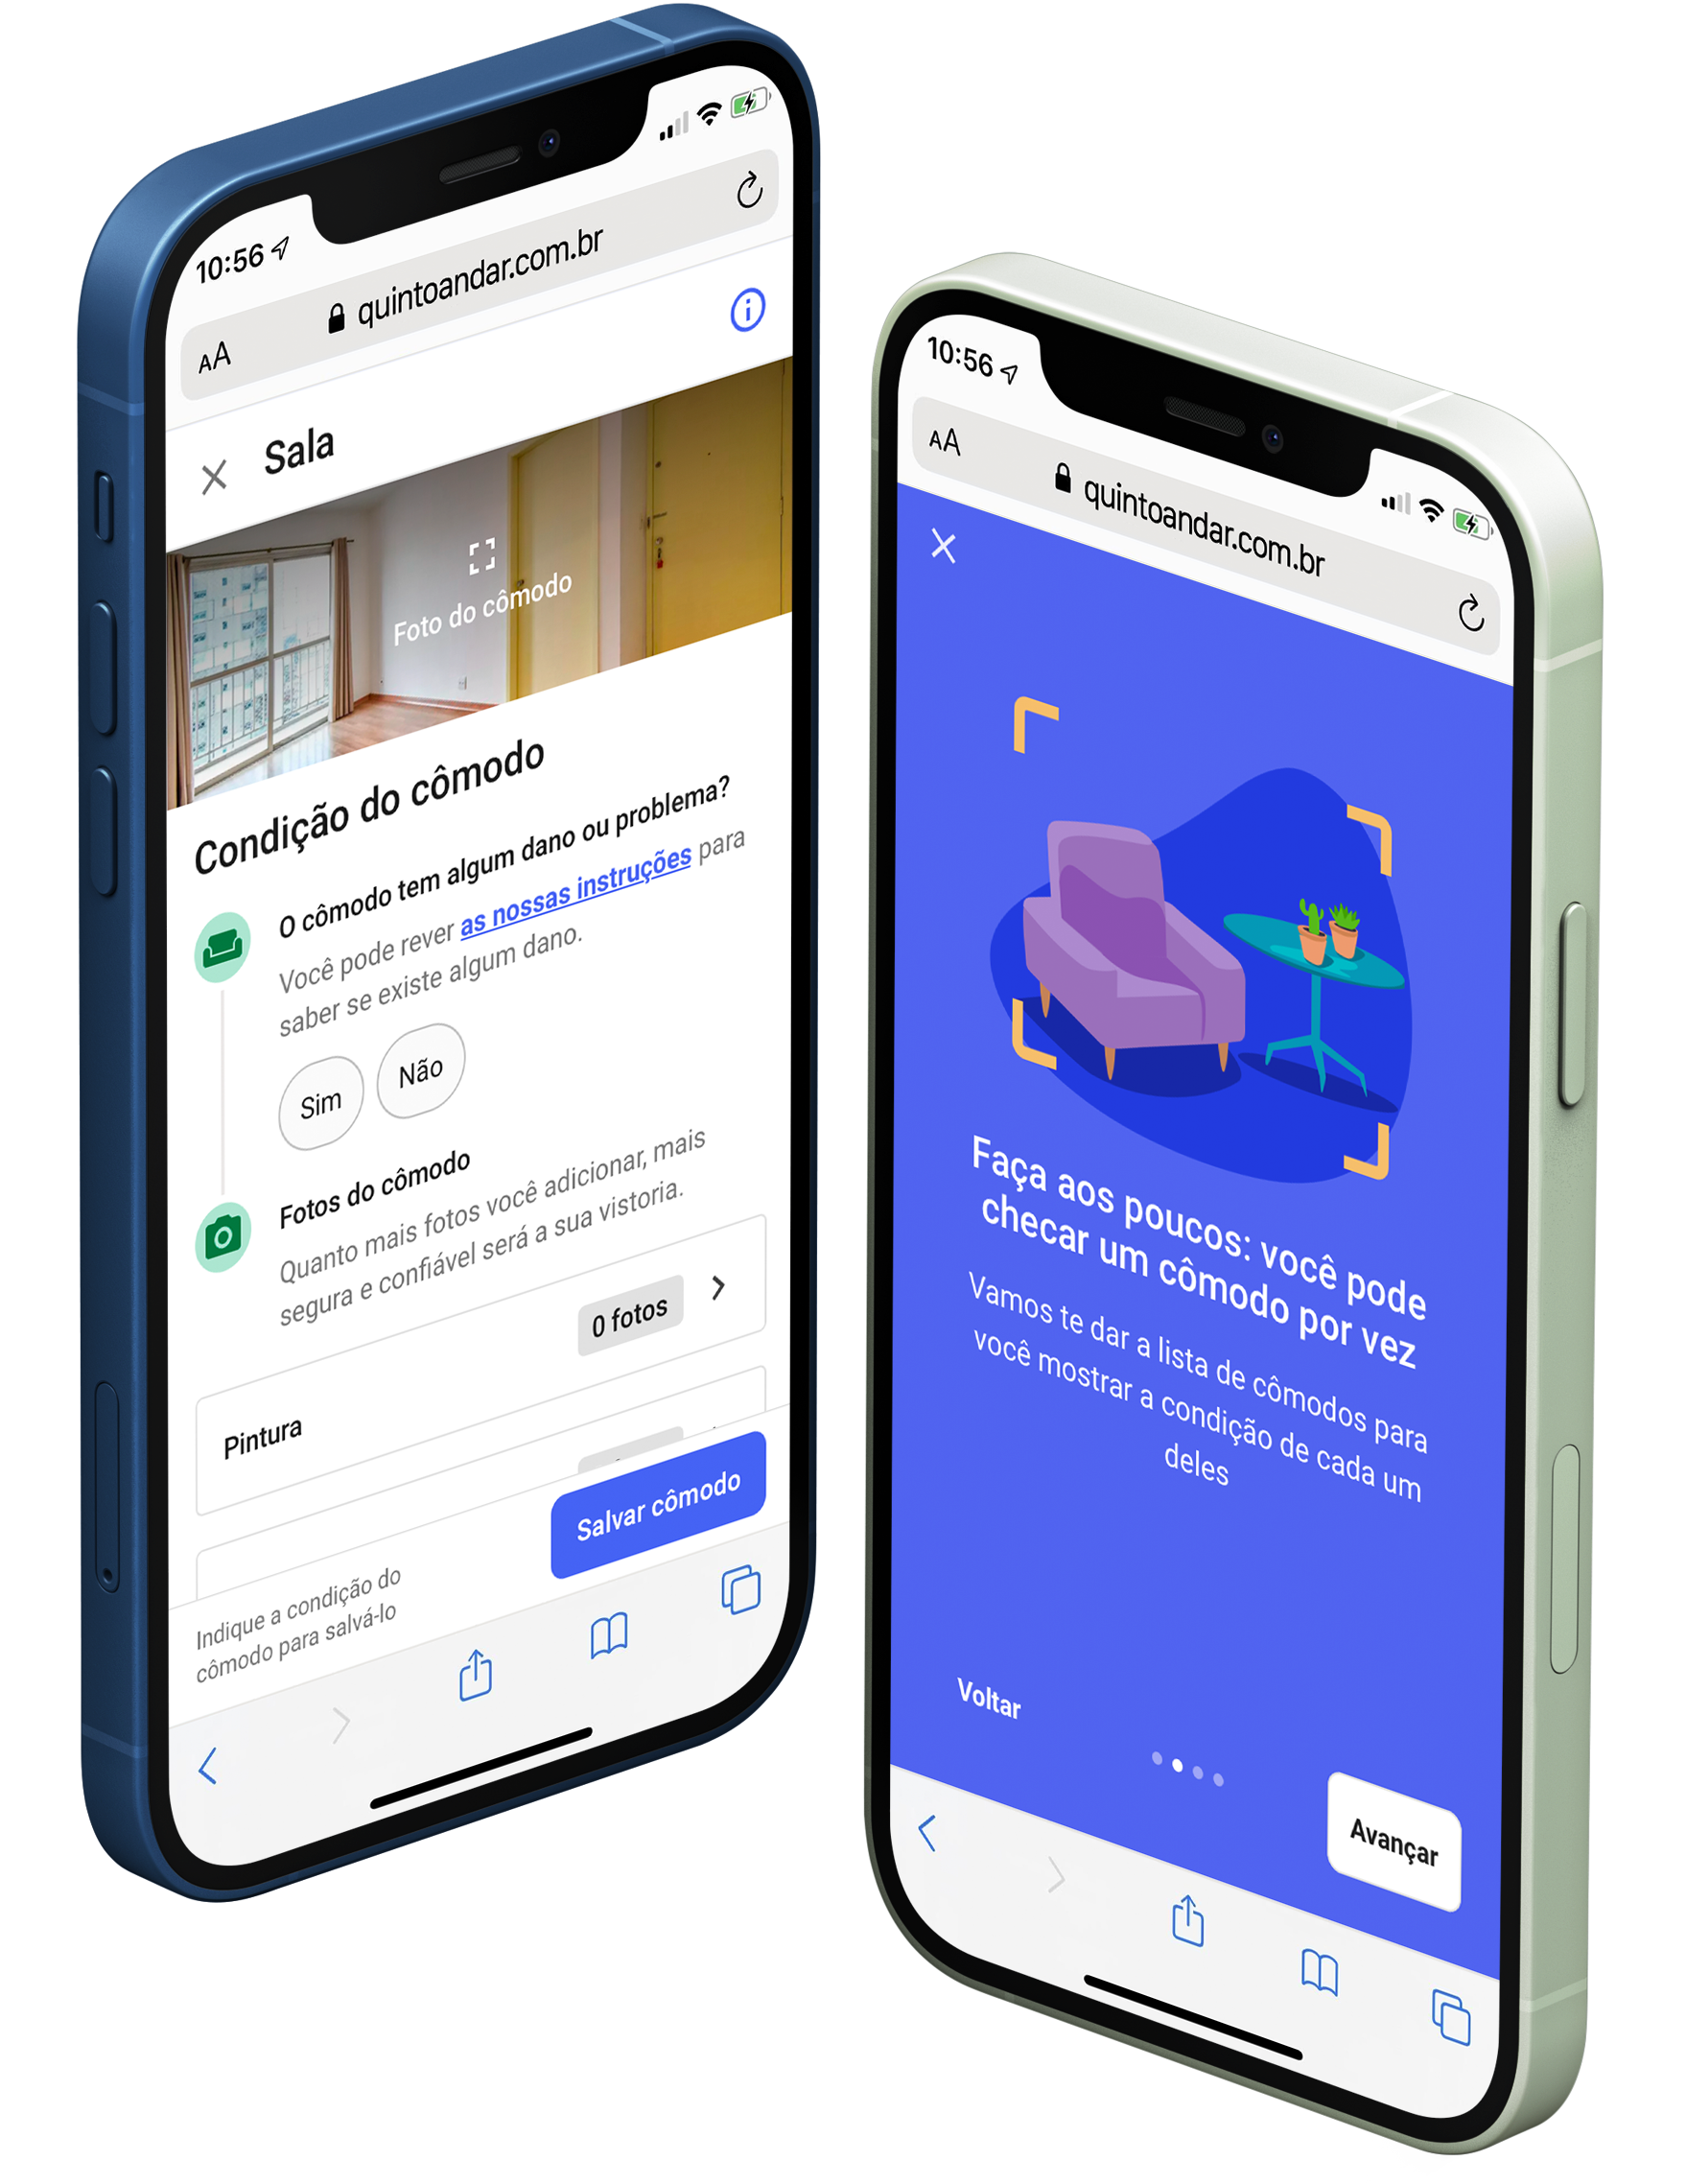 10:56
AA quintoandar.com.br
Sala
Foto do cômodo
Condição do cômodo
O cômodo tem algum dano ou problema?
Você pode rever as nossas instruções para
saber se existe algum dano.
Sim Não
Fotos do cômodo
Quanto mais fotos você adicionar, mais
segura e confiável será a sua vistoria.
Pintura 0 fotos
Indique a condição do
cômodo para salvá-lo
Salvar cômodo
10:56
AA quintoandar.com.br
Faça aos poucos: você pode
checar um cômodo por vez
Vamos te dar a lista de cômodos para
você mostrar a condição de cada um
deles
Voltar
Avançar